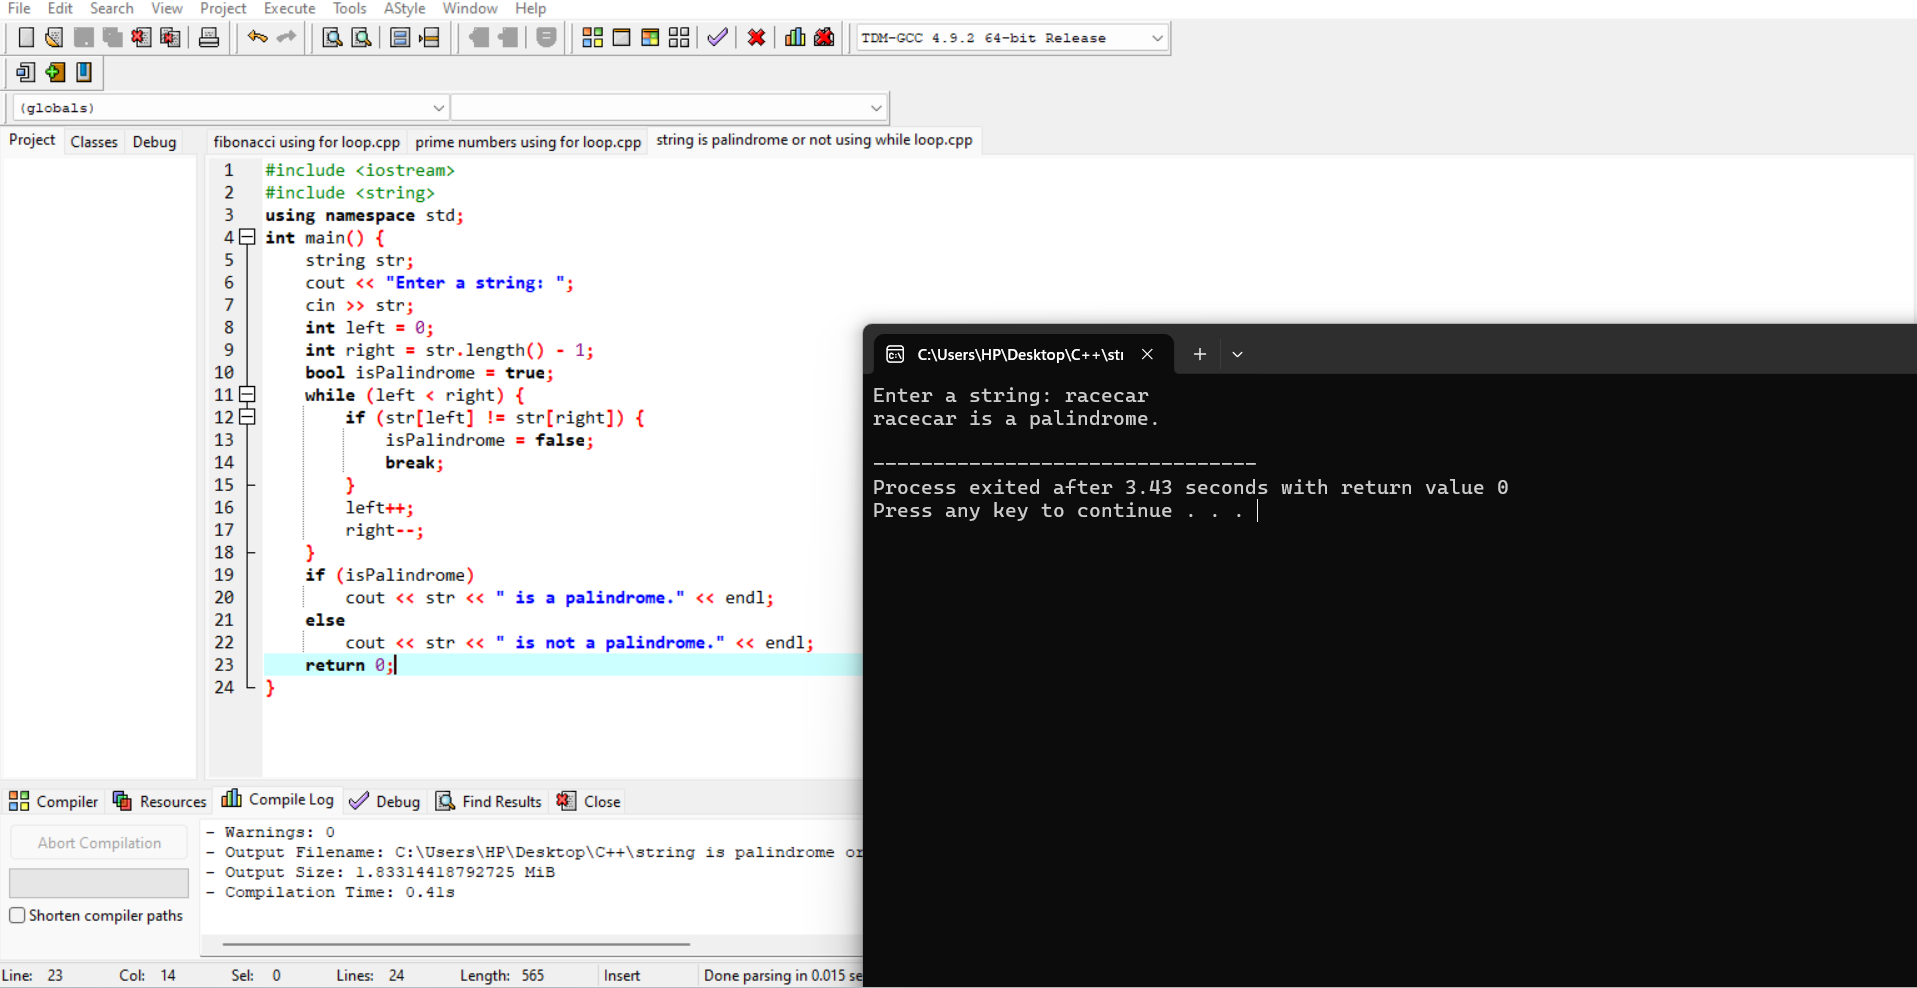 File Edit Search View Project Execute Tools AStyle Window Help
TDM-GCC 4.9.2 64-bit Release
(globals)
Project Classes Debug fibonacci using for loop.cpp prime numbers using for loop.cpp string is palindrome or not using while loop.cpp
1 #include <iostream>
2 #include <string>
3 using namespace std;
4 int main() {
5 string str;
6 cout << "Enter a string: ";
7 cin >> str;
8 int left = 0;
9 int right = str.length() - 1;
10 bool isPalindrome = true;
11 while (left < right) {
12 if (str[left] != str[right]) {
13 isPalindrome = false;
14 break;
15 }
16 left++;
17 right--;
18 }
19 if (isPalindrome)
20 cout << str << " is a palindrome." << endl;
21 else
22 cout << str << " is not a palindrome." << endl;
23 return 0;
24 }
C:\Users\HP\Desktop\C++\stı
Enter a string: racecar
racecar is a palindrome.
--------------------------------
Process exited after 3.43 seconds with return value 0
Press any key to continue . . .
Compiler Resources Compile Log Debug Find Results Close
Abort Compilation
Shorten compiler paths
- Warnings: 0
- Output Filename: C:\Users\HP\Desktop\C++\string is palindrome or
- Output Size: 1.83314418792725 MiB
- Compilation Time: 0.41s
Line: 23 Col: 14 Sel: 0 Lines: 24 Length: 565 Insert Done parsing in 0.015 se